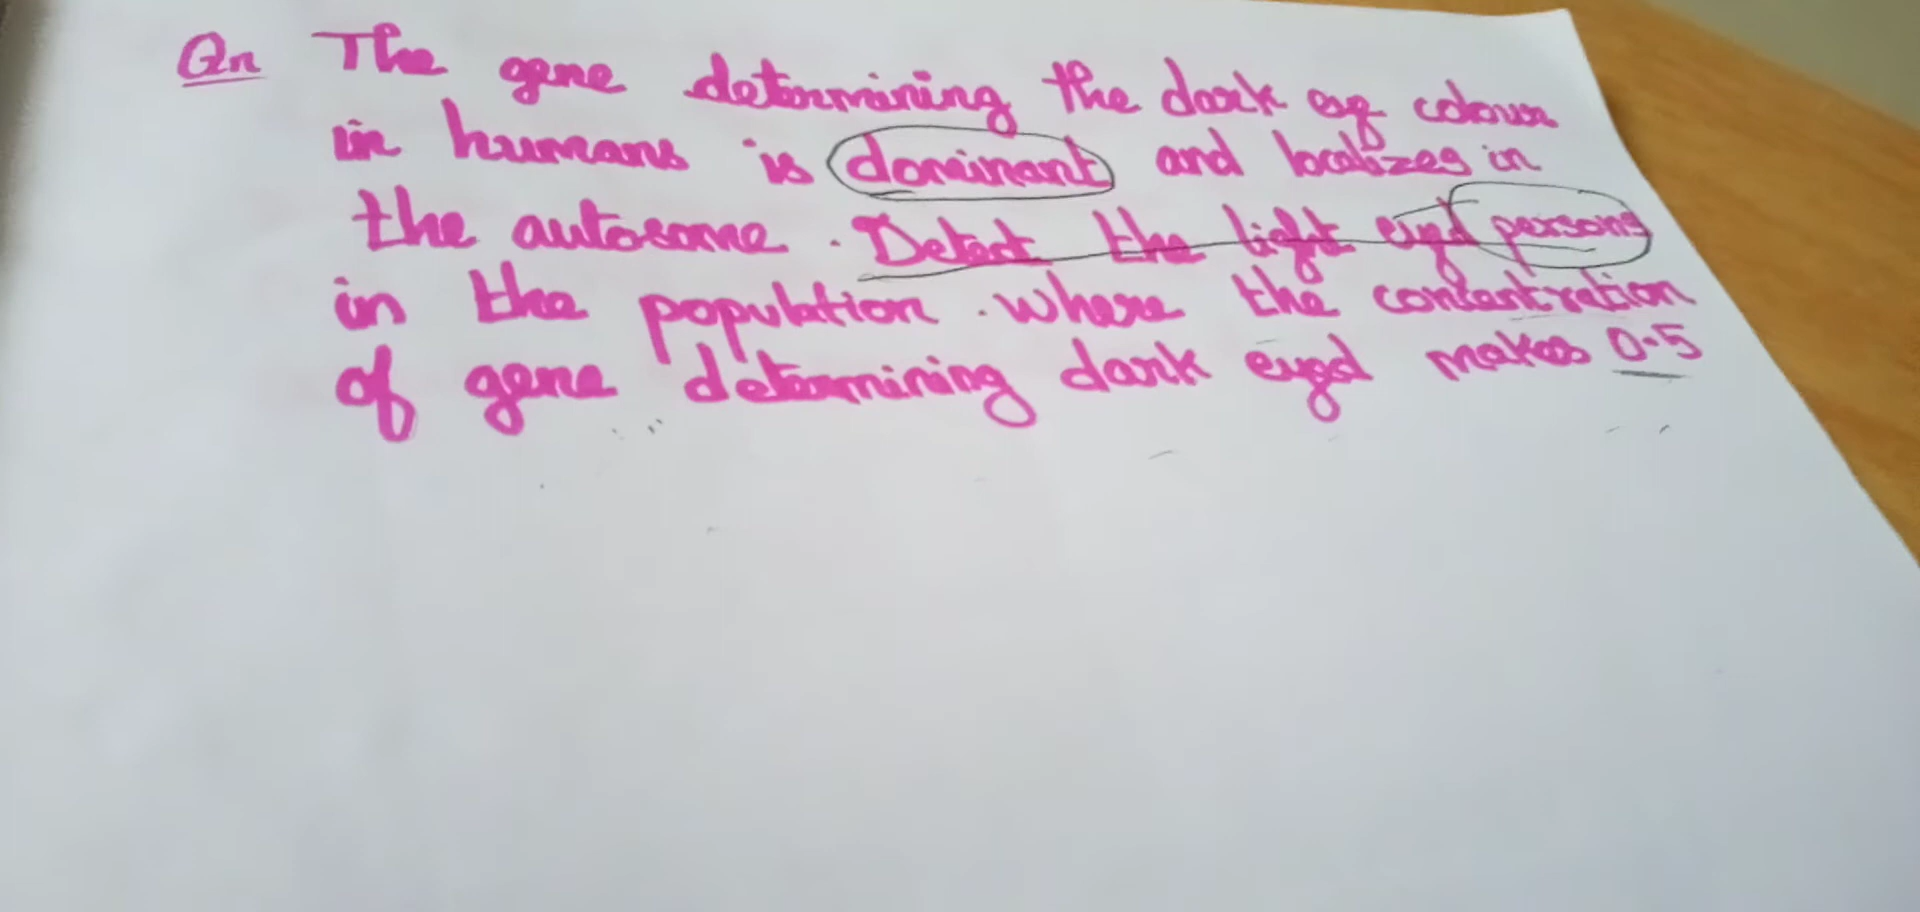 Qn The gene determining the dark eye colour
in humans is dominant and localizes in
the autosome. Detect the light eyed persons
in the population. where the concentration
of gene determining dark eyed makes 0.5